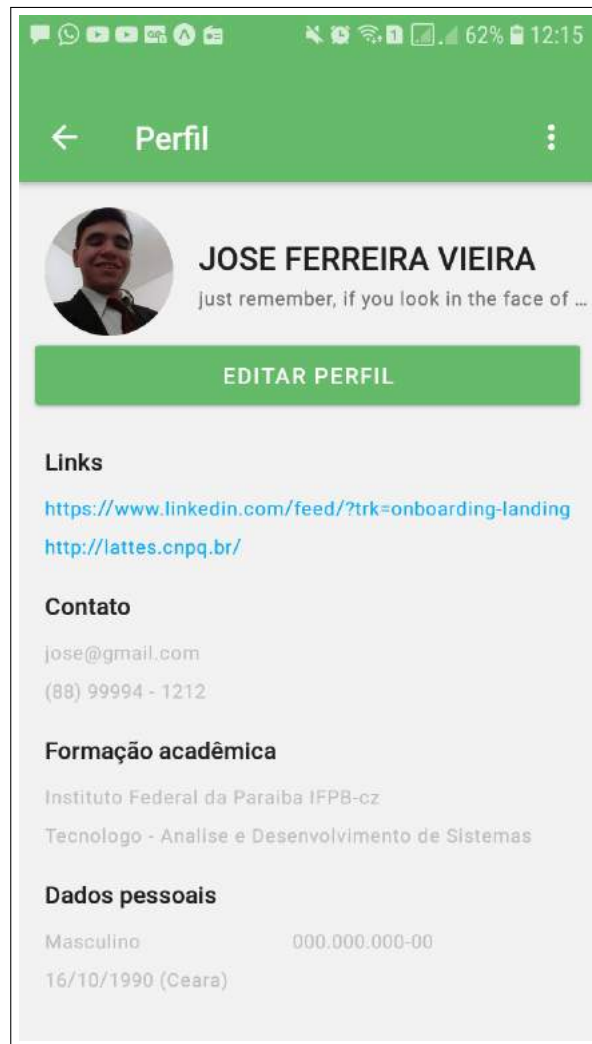 62% 12:15
Perfil
JOSE FERREIRA VIEIRA
just remember, if you look in the face of ...
EDITAR PERFIL
Links
https://www.linkedin.com/feed/?trk=onboarding-landing
http://lattes.cnpq.br/
Contato
jose@gmail.com
(88) 99994 - 1212
Formação acadêmica
Instituto Federal da Paraiba IFPB-cz
Tecnologo - Analise e Desenvolvimento de Sistemas
Dados pessoais
Masculino 000.000.000-00
16/10/1990 (Ceara)